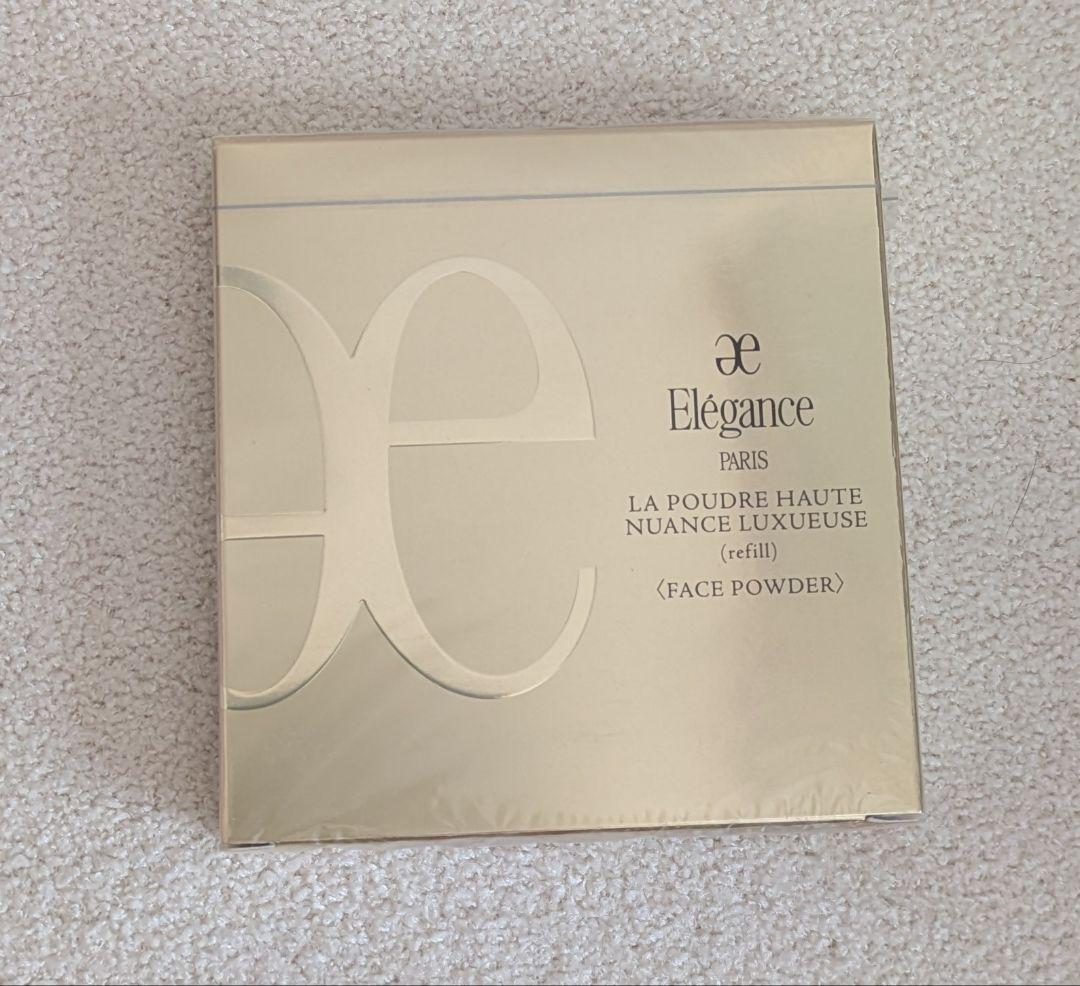 æ
Elégance
PARIS
LA POUDRE HAUTE
NUANCE LUXUEUSE
(refill)
〈FACE POWDER〉